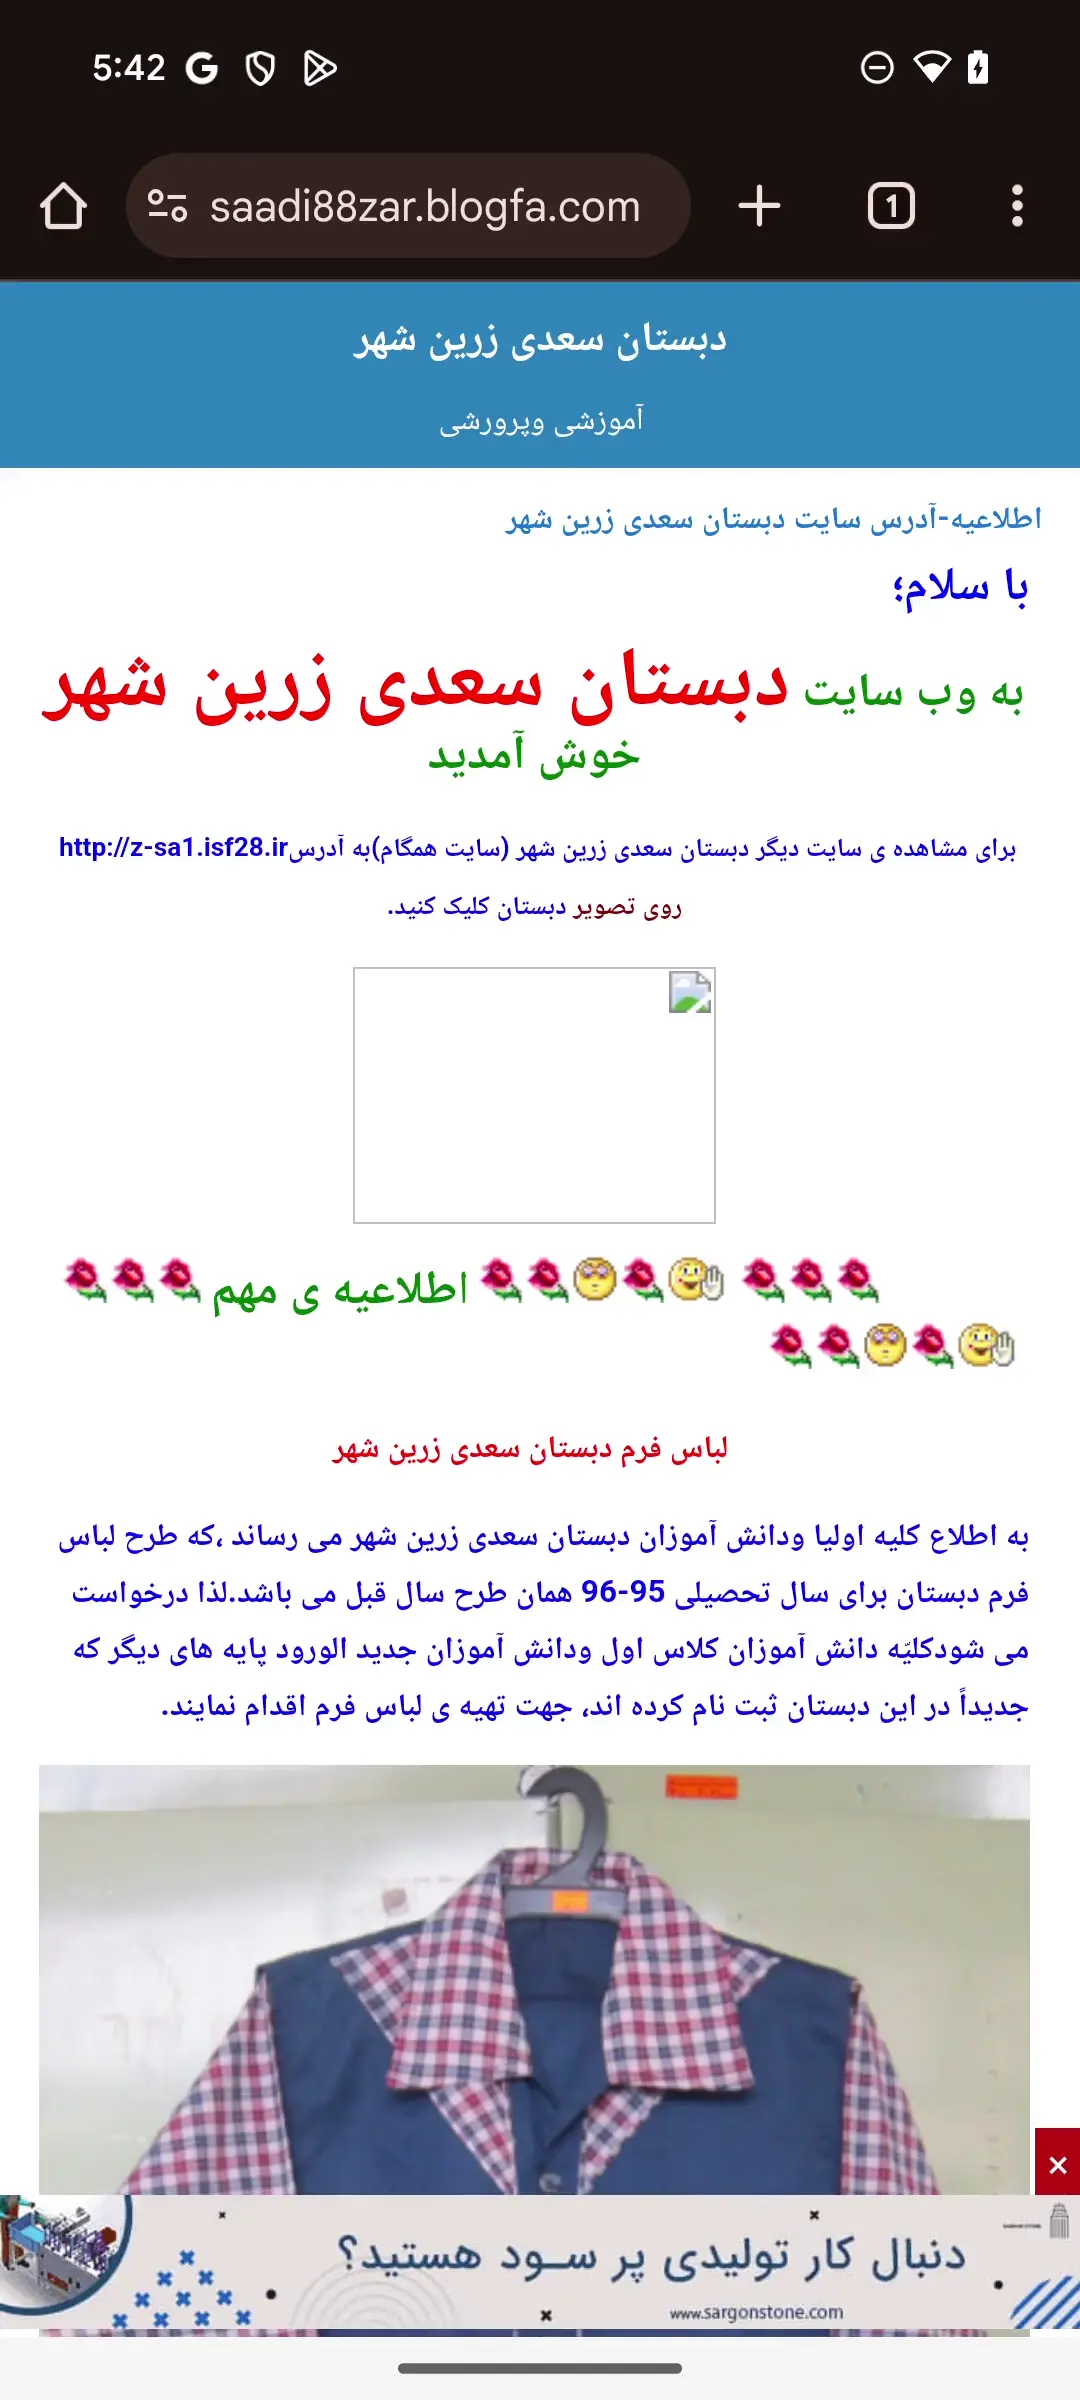 5:42
saadi88zar.blogfa.com
1
دبستان سعدی زرین شهر
آموزشی وپرورشی
اطلاعیه-آدرس سایت دبستان سعدی زرین شهر
با سلام؛
به وب سایت دبستان سعدی زرین شهر
خوش آمدید
برای مشاهده ی سایت دیگر دبستان سعدی زرین شهر (سایت همگام)به آدرسhttp://z-sa1.isf28.ir
روی تصویر دبستان کلیک کنید.
اطلاعیه ی مهم
لباس فرم دبستان سعدی زرین شهر
به اطلاع کلیه اولیا ودانش آموزان دبستان سعدی زرین شهر می رساند ،که طرح لباس
فرم دبستان برای سال تحصیلی 95-96 همان طرح سال قبل می باشد.لذا درخواست
می شودکلیّه دانش آموزان کلاس اول ودانش آموزان جدید الورود پایه های دیگر که
جدیداً در این دبستان ثبت نام کرده اند، جهت تهیه ی لباس فرم اقدام نمایند.
دنبال کار تولیدی پر سـود هستید؟
www.sargonstone.com